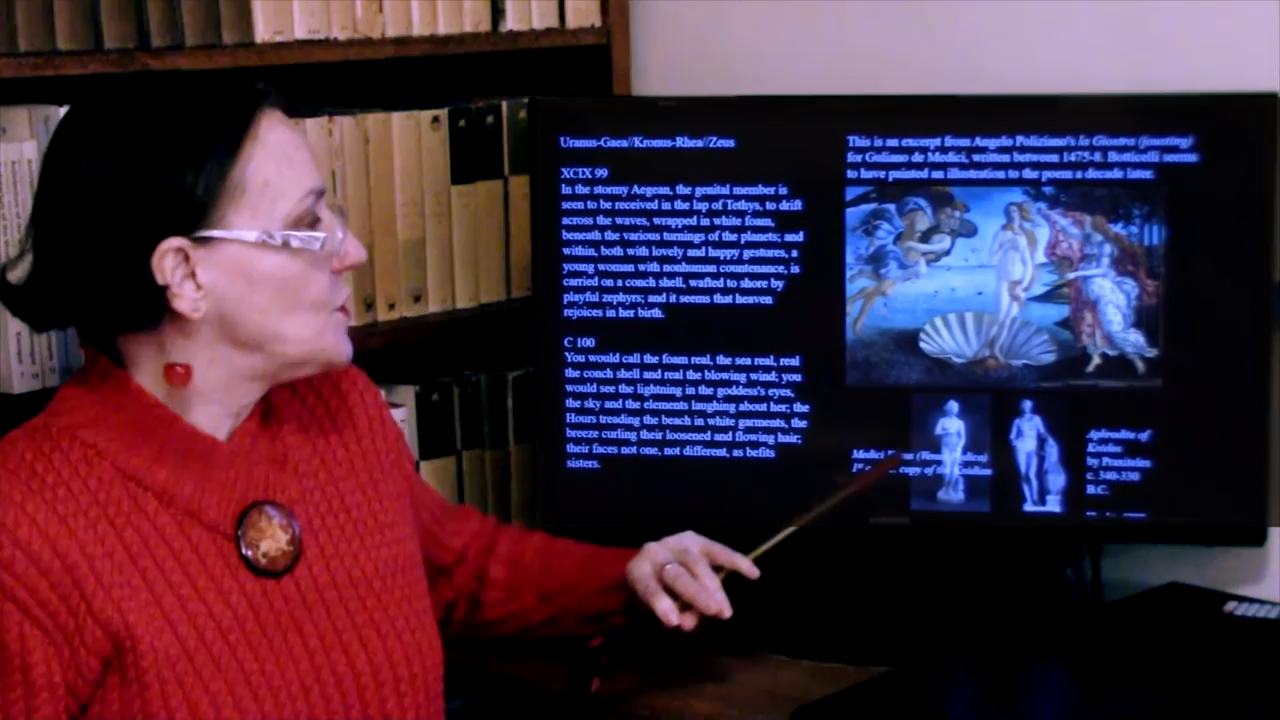 Uranus-Gaea//Kronus-Rhea//Zeus
XCIX 99
In the stormy Aegean, the genital member is
seen to be received in the lap of Tethys, to drift
across the waves, wrapped in white foam,
beneath the various turnings of the planets; and
within, both with lovely and happy gestures, a
young woman with nonhuman countenance, is
carried on a conch shell, wafted to shore by
playful zephyrs; and it seems that heaven
rejoices in her birth.
C 100
You would call the foam real, the sea real, real
the conch shell and real the blowing wind; you
would see the lightning in the goddess's eyes,
the sky and the elements laughing about her; the
Hours treading the beach in white garments, the
breeze curling their loosened and flowing hair;
their faces not one, not different, as befits
sisters.
This is an excerpt from Angelo Poliziano's la Giostra (jousting)
for Guliano de Medici, written between 1475-8. Botticelli seems
to have painted an illustration to the poem a decade later.
Medici (Venus
1st copy of the Knidian
Aphrodite of
Knidos
by Praxiteles
c. 340-330
B.C.